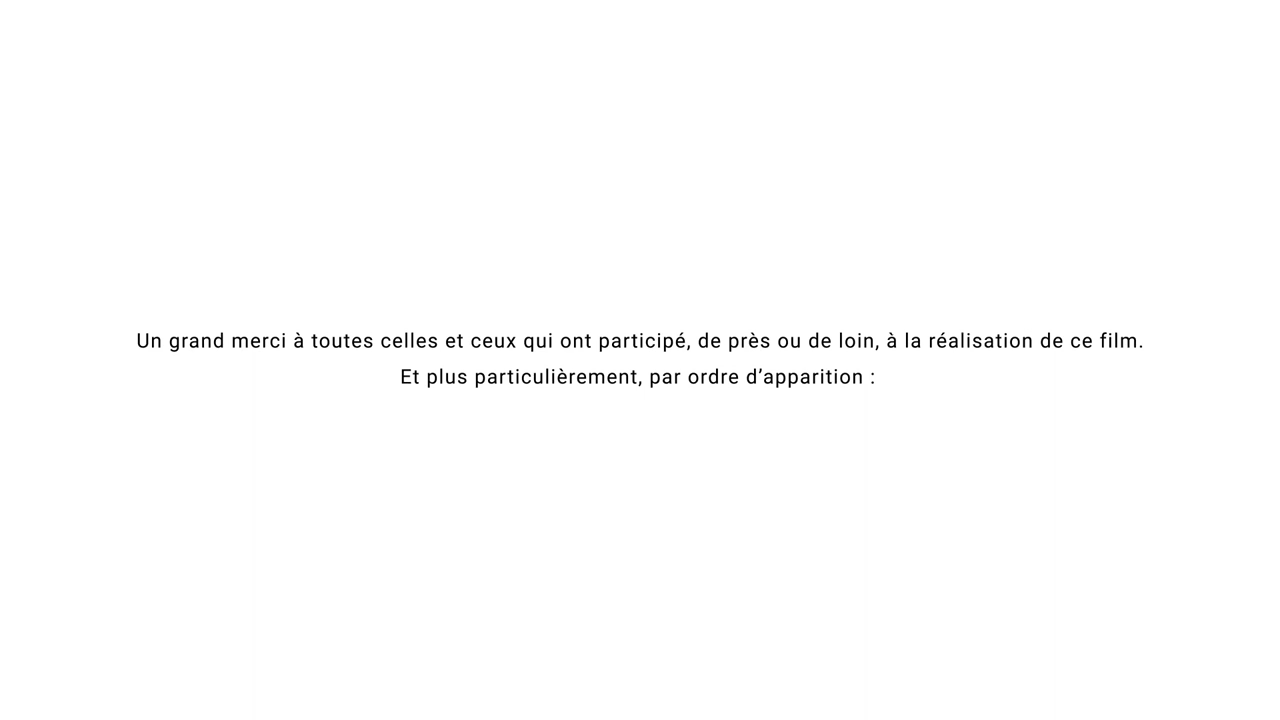 Un grand merci à toutes celles et ceux qui ont participé, de près ou de loin, à la réalisation de ce film.
Et plus particulièrement, par ordre d’apparition :